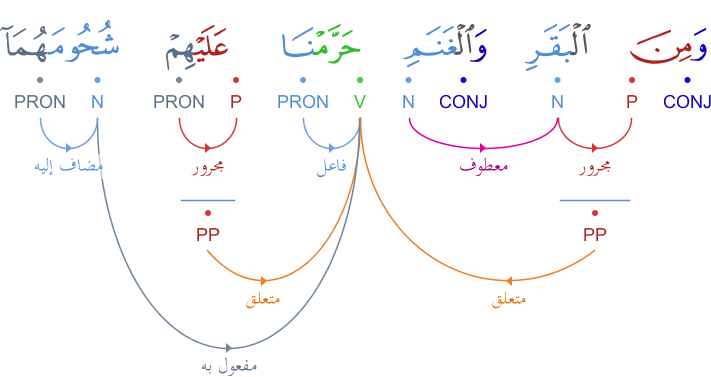 وَمِنَ ٱلْبَقَرِ وَٱلْغَنَمِ حَرَّمْنَا عَلَيْهِمْ شُحُومَهُمَآ
CONJ P N CONJ N V PRON P PRON N PRON
مجرور معطوف فاعل مجرور مضاف إليه
PP PP
متعلق متعلق
مفعول به